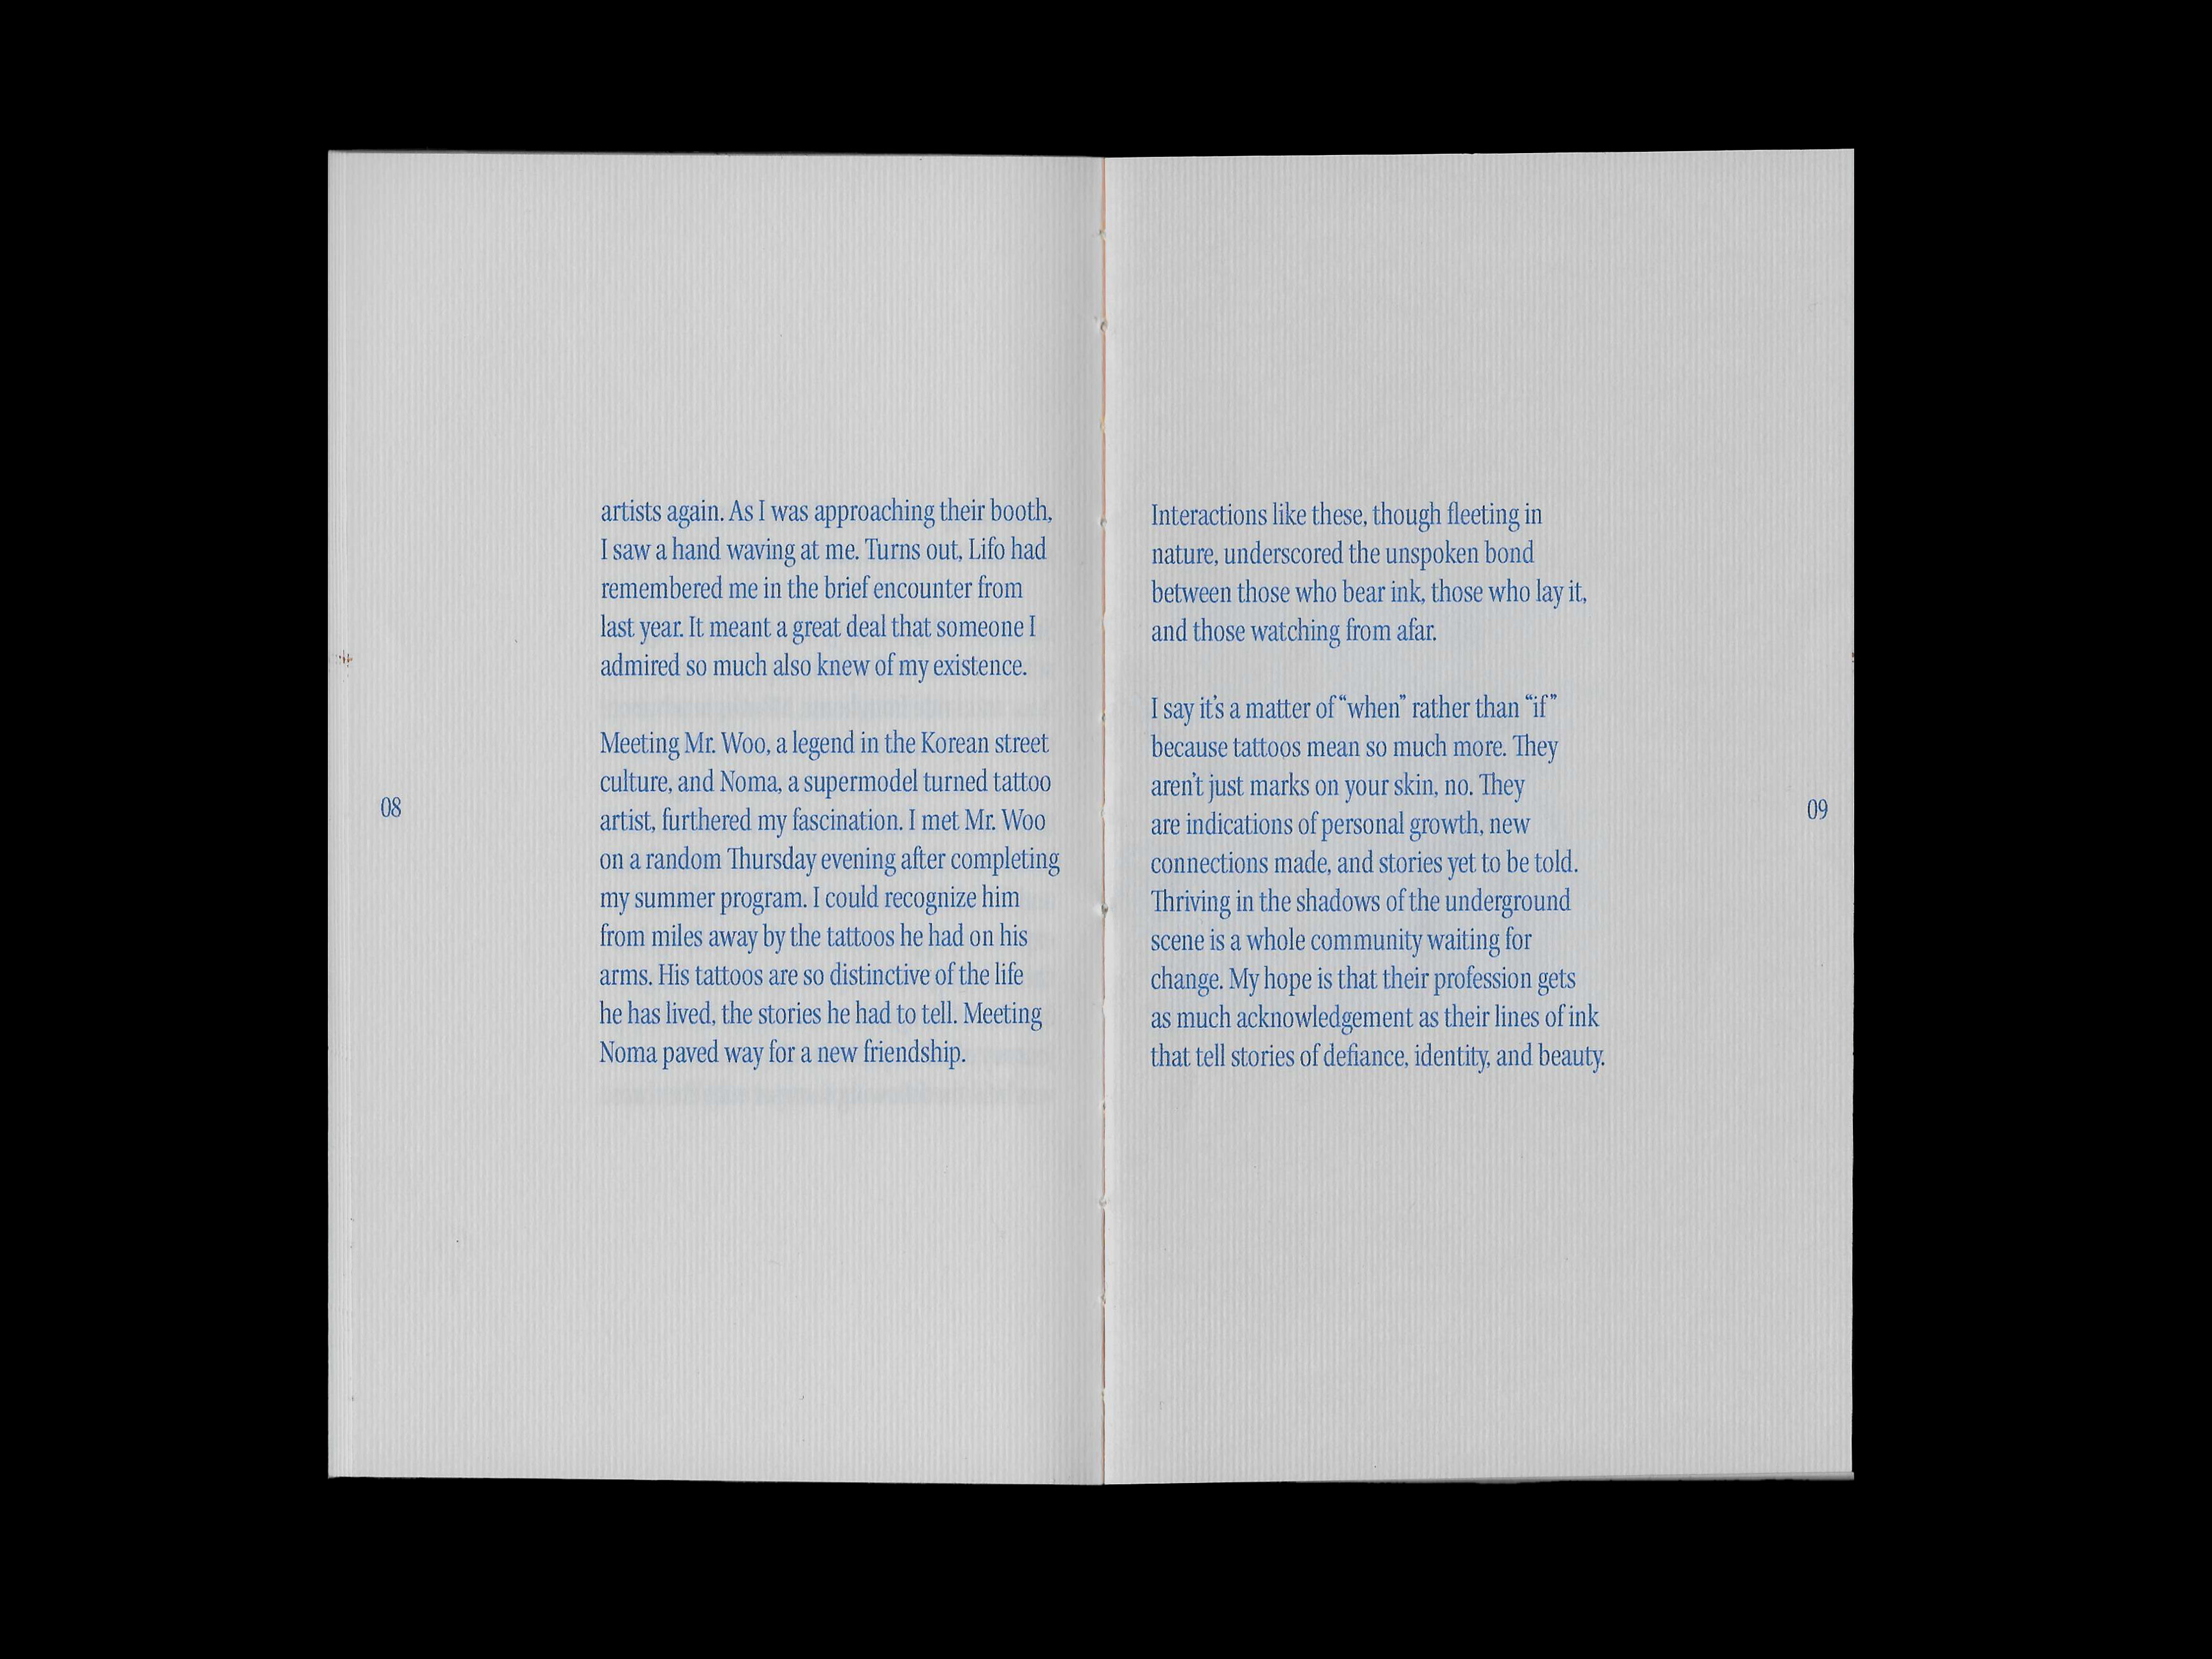 artists again. As I was approaching their booth,
I saw a hand waving at me. Turns out, Lifo had
remembered me in the brief encounter from
last year. It meant a great deal that someone I
admired so much also knew of my existence.
Meeting Mr. Woo, a legend in the Korean street
culture, and Noma, a supermodel turned tattoo
artist, furthered my fascination. I met Mr. Woo
on a random Thursday evening after completing
my summer program. I could recognize him
from miles away by the tattoos he had on his
arms. His tattoos are so distinctive of the life
he has lived, the stories he had to tell. Meeting
Noma paved way for a new friendship.
08
Interactions like these, though fleeting in
nature, underscored the unspoken bond
between those who bear ink, those who lay it,
and those watching from afar.
I say it’s a matter of “when” rather than “if”
because tattoos mean so much more. They
aren’t just marks on your skin, no. They
are indications of personal growth, new
connections made, and stories yet to be told.
Thriving in the shadows of the underground
scene is a whole community waiting for
change. My hope is that their profession gets
as much acknowledgement as their lines of ink
that tell stories of defiance, identity, and beauty.
09